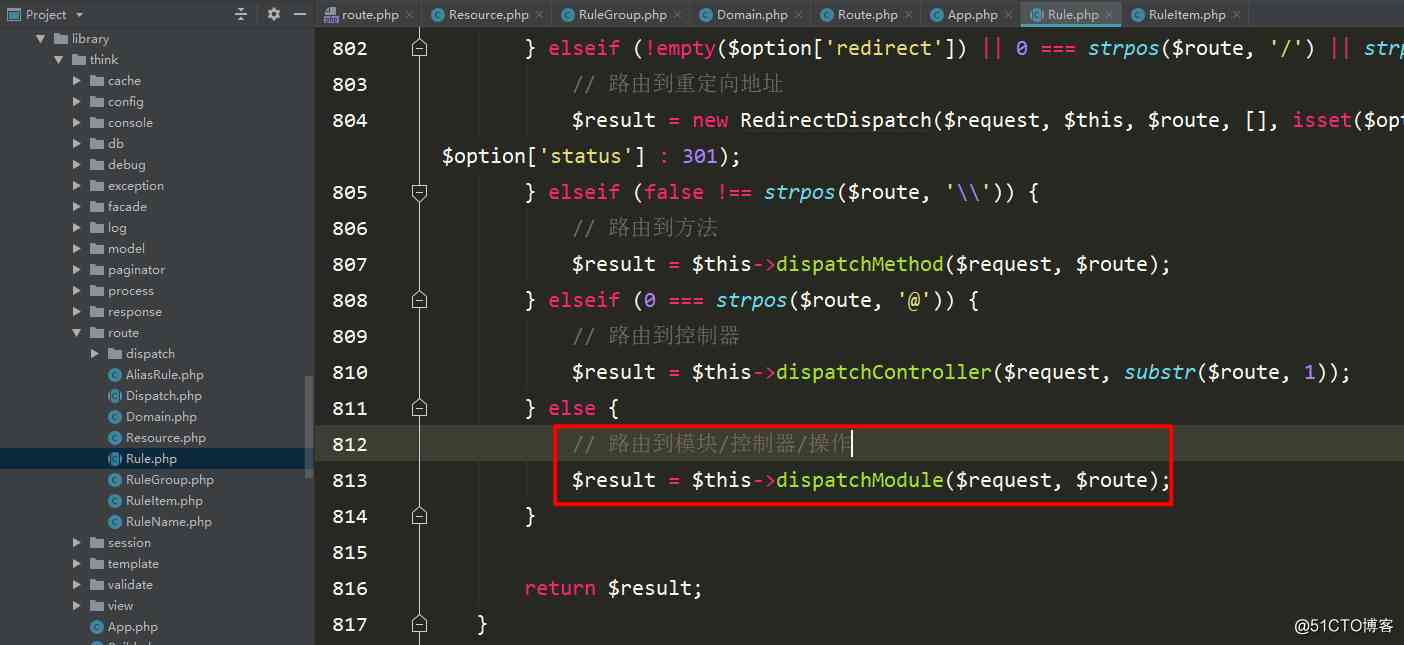 Project
route.php
Resource.php
RuleGroup.php
Domain.php
Route.php
App.php
Rule.php
RuleItem.php
library
think
cache
config
console
db
debug
exception
facade
log
model
paginator
process
response
route
dispatch
AliasRule.php
Dispatch.php
Domain.php
Resource.php
Rule.php
RuleGroup.php
RuleItem.php
RuleName.php
session
template
validate
view
App.php
802 } elseif (!empty($option['redirect']) || 0 === strpos($route, '/') || strp
803 // 路由到重定向地址
804 $result = new RedirectDispatch($request, $this, $route, [], isset($opt
$option['status'] : 301);
805 } elseif (false !== strpos($route, '\\')) {
806 // 路由到方法
807 $result = $this->dispatchMethod($request, $route);
808 } elseif (0 === strpos($route, '@')) {
809 // 路由到控制器
810 $result = $this->dispatchController($request, substr($route, 1));
811 } else {
812 // 路由到模块/控制器/操作
813 $result = $this->dispatchModule($request, $route);
814 }
815
816 return $result;
817 }
@51CTO博客